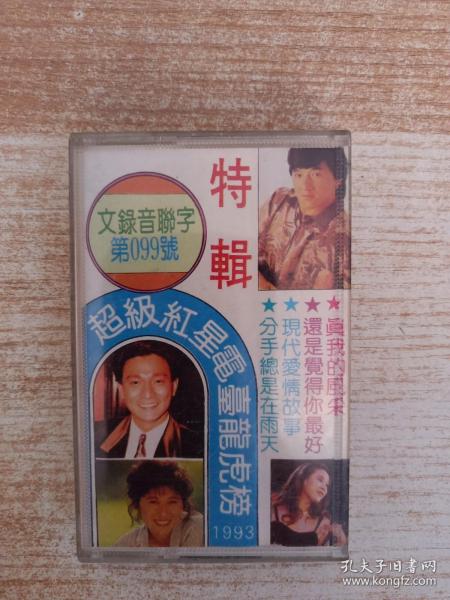 特輯
文錄音聯字
第099號
超級紅星電臺龍虎榜
1993
★眞我的風采
★還是覺得你最好
★現代愛情故事
★分手總是在雨天
孔夫子旧书网
www.kongfz.com